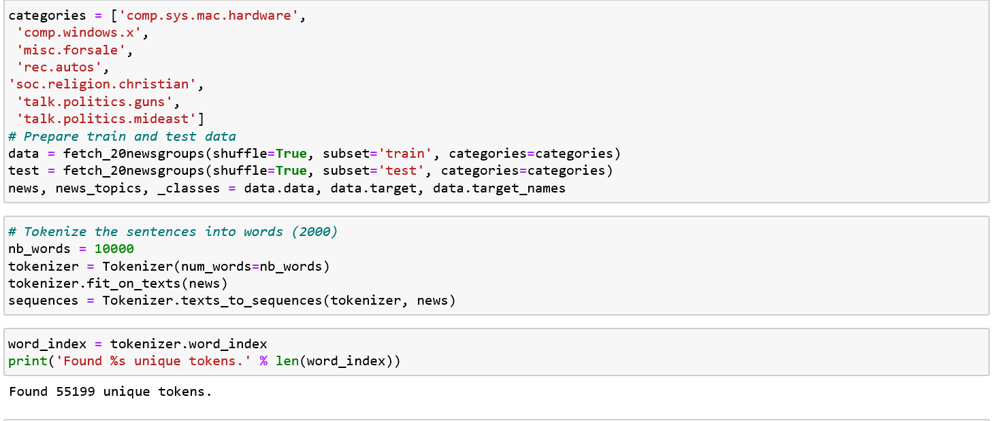 categories = ['comp.sys.mac.hardware',
 'comp.windows.x',
 'misc.forsale',
 'rec.autos',
'soc.religion.christian',
 'talk.politics.guns',
 'talk.politics.mideast']
# Prepare train and test data
data = fetch_20newsgroups(shuffle=True, subset='train', categories=categories)
test = fetch_20newsgroups(shuffle=True, subset='test', categories=categories)
news, news_topics, _classes = data.data, data.target, data.target_names
# Tokenize the sentences into words (2000)
nb_words = 10000
tokenizer = Tokenizer(num_words=nb_words)
tokenizer.fit_on_texts(news)
sequences = Tokenizer.texts_to_sequences(tokenizer, news)
word_index = tokenizer.word_index
print('Found %s unique tokens.' % len(word_index))
Found 55199 unique tokens.